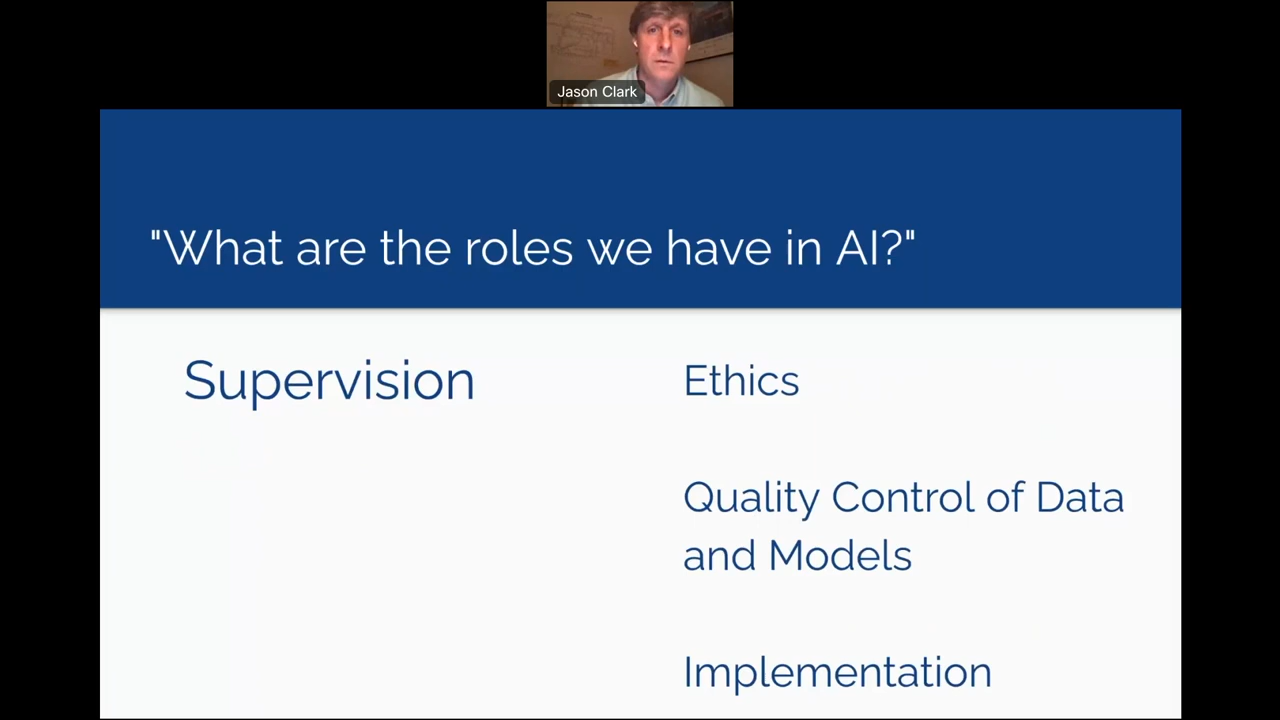 Jason Clark
"What are the roles we have in AI?"
Supervision
Ethics
Quality Control of Data
and Models
Implementation